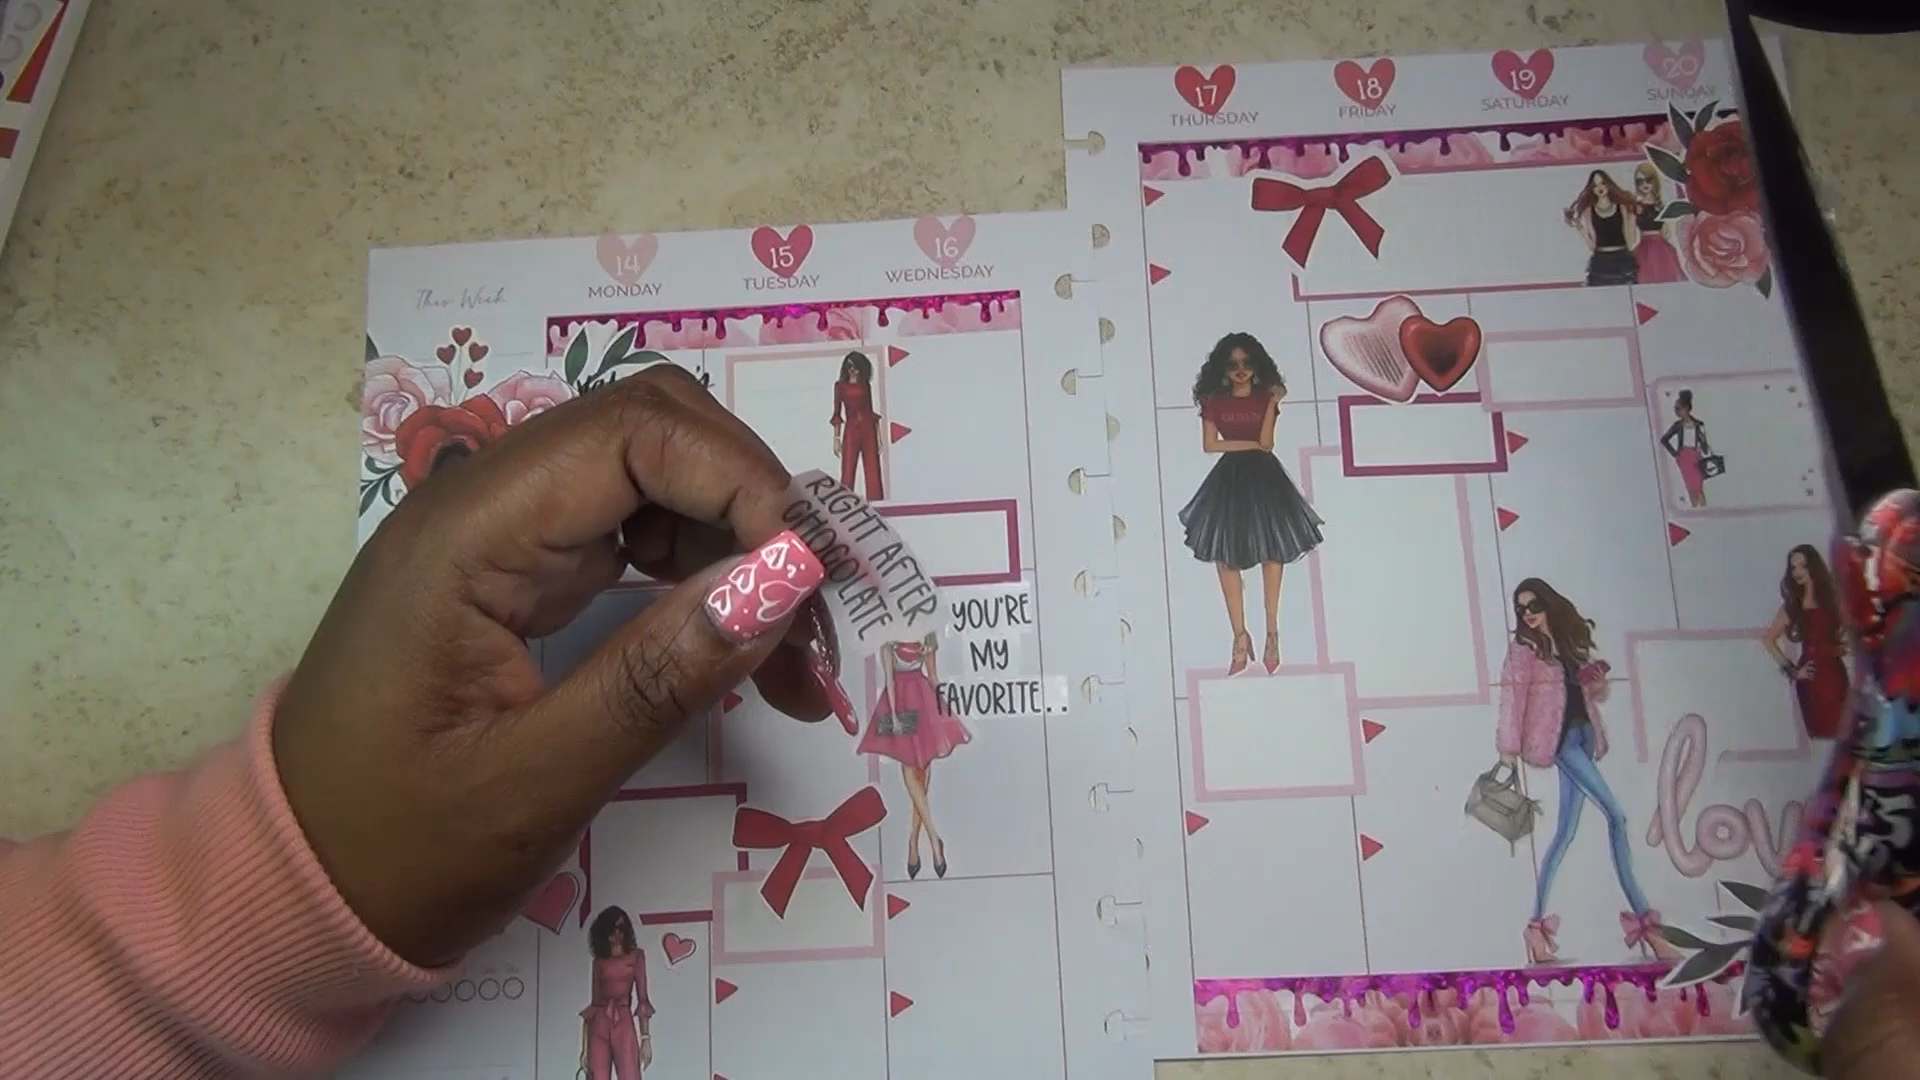 17
THURSDAY
18
FRIDAY
19
SATURDAY
20
SUNDAY
This Week
14
MONDAY
15
TUESDAY
16
WEDNESDAY
QUEEN
RIGHT AFTER
CHOCOLATE
YOU'RE
MY
FAVORITE..